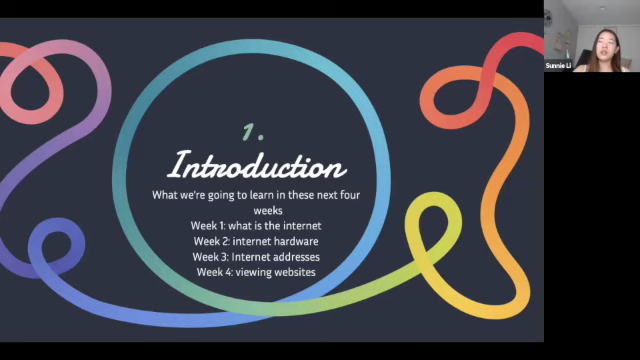 1.
Introduction
What we're going to learn in these next four
weeks
Week 1: what is the internet
Week 2: internet hardware
Week 3: Internet addresses
Week 4: viewing websites
Sunnie Li